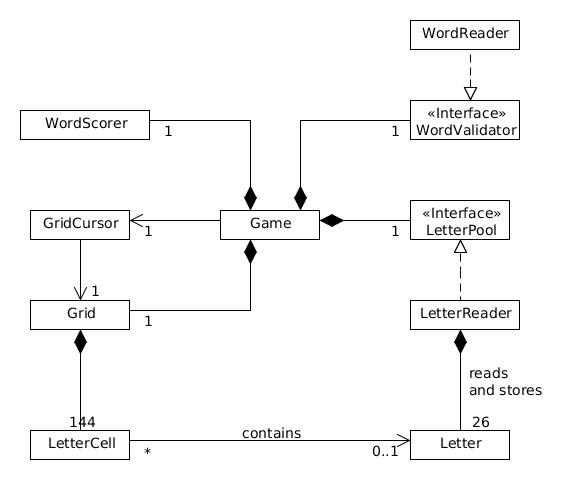 WordReader
WordScorer
1
«Interface»
WordValidator
1
GridCursor
1
Game
«Interface»
LetterPool
1
1
Grid
1
LetterReader
reads
and stores
144
26
LetterCell
contains
*
0..1
Letter